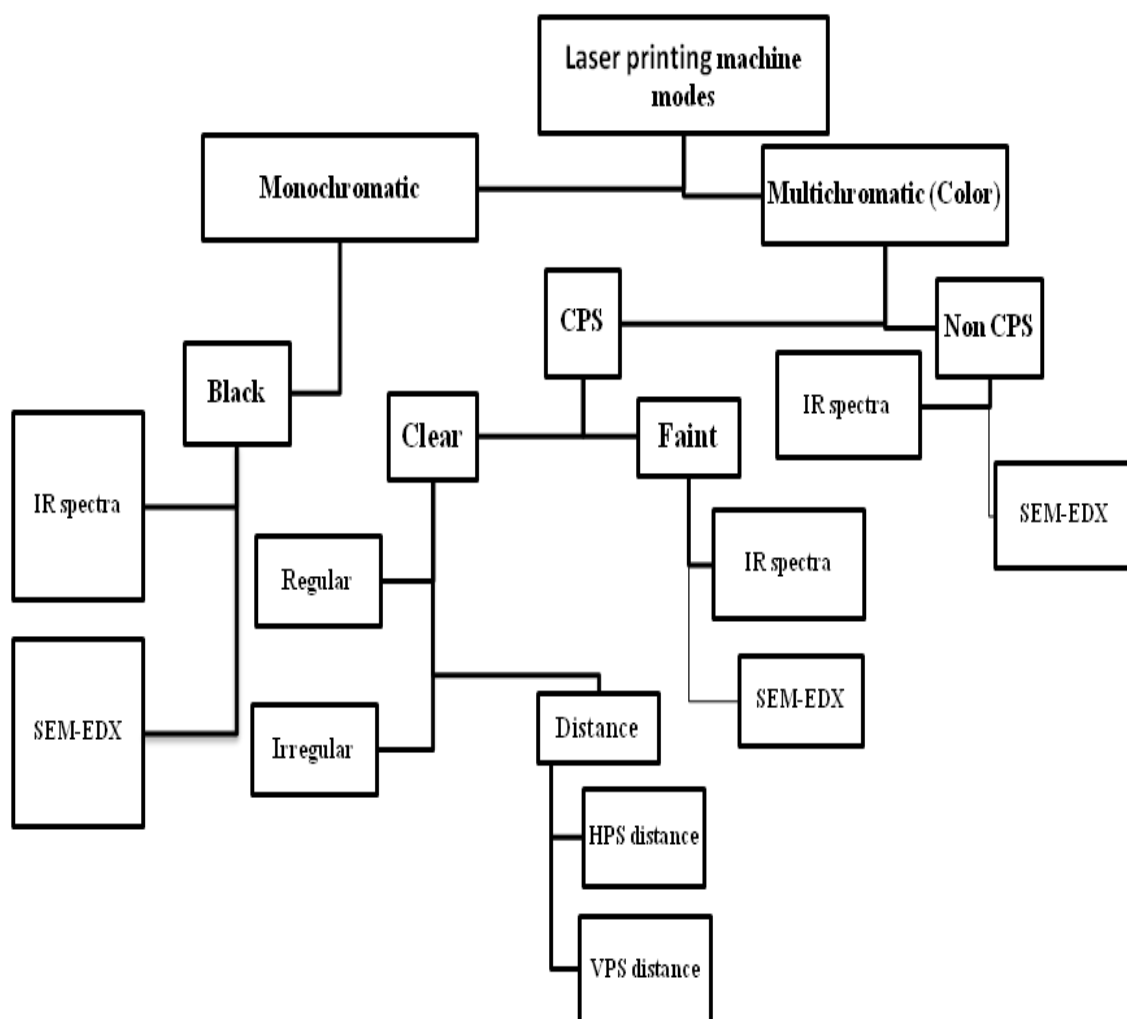 Laser printing machine
modes
Monochromatic
Multichromatic (Color)
CPS
Non CPS
Black
Clear
Faint
IR spectra
IR spectra
SEM-EDX
IR spectra
Regular
SEM-EDX
Irregular
Distance
SEM-EDX
HPS distance
VPS distance